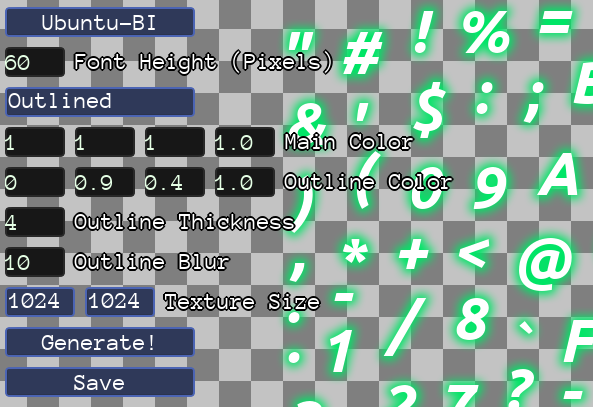 Ubuntu-BI
60 Font Height (Pixels)
Outlined
1 1 1 1.0 Main Color
0 0.9 0.4 1.0 Outline Color
4 Outline Thickness
10 Outline Blur
1024 1024 Texture Size
Generate!
Save
" # ! % =
& ' $ : ; B
) ( 0 9 A
, * + < @
: - / 8 ` F
. 1 2 7 ? -